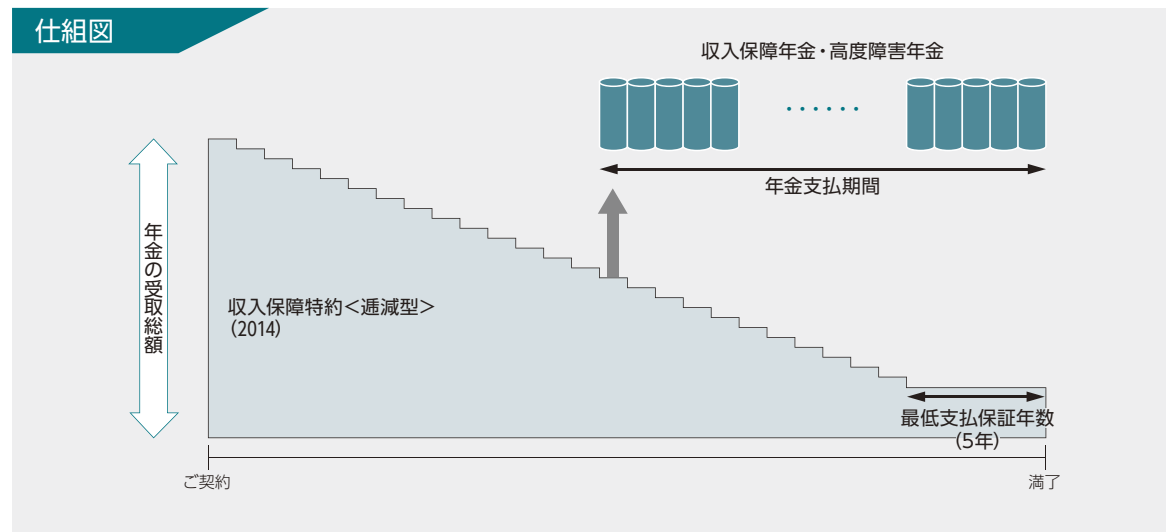 仕組図
収入保障年金・高度障害年金
・・・・・・
年金支払期間
年金の受取総額
収入保障特約＜逓減型＞
(2014)
最低支払保証年数
(5年)
ご契約
満了